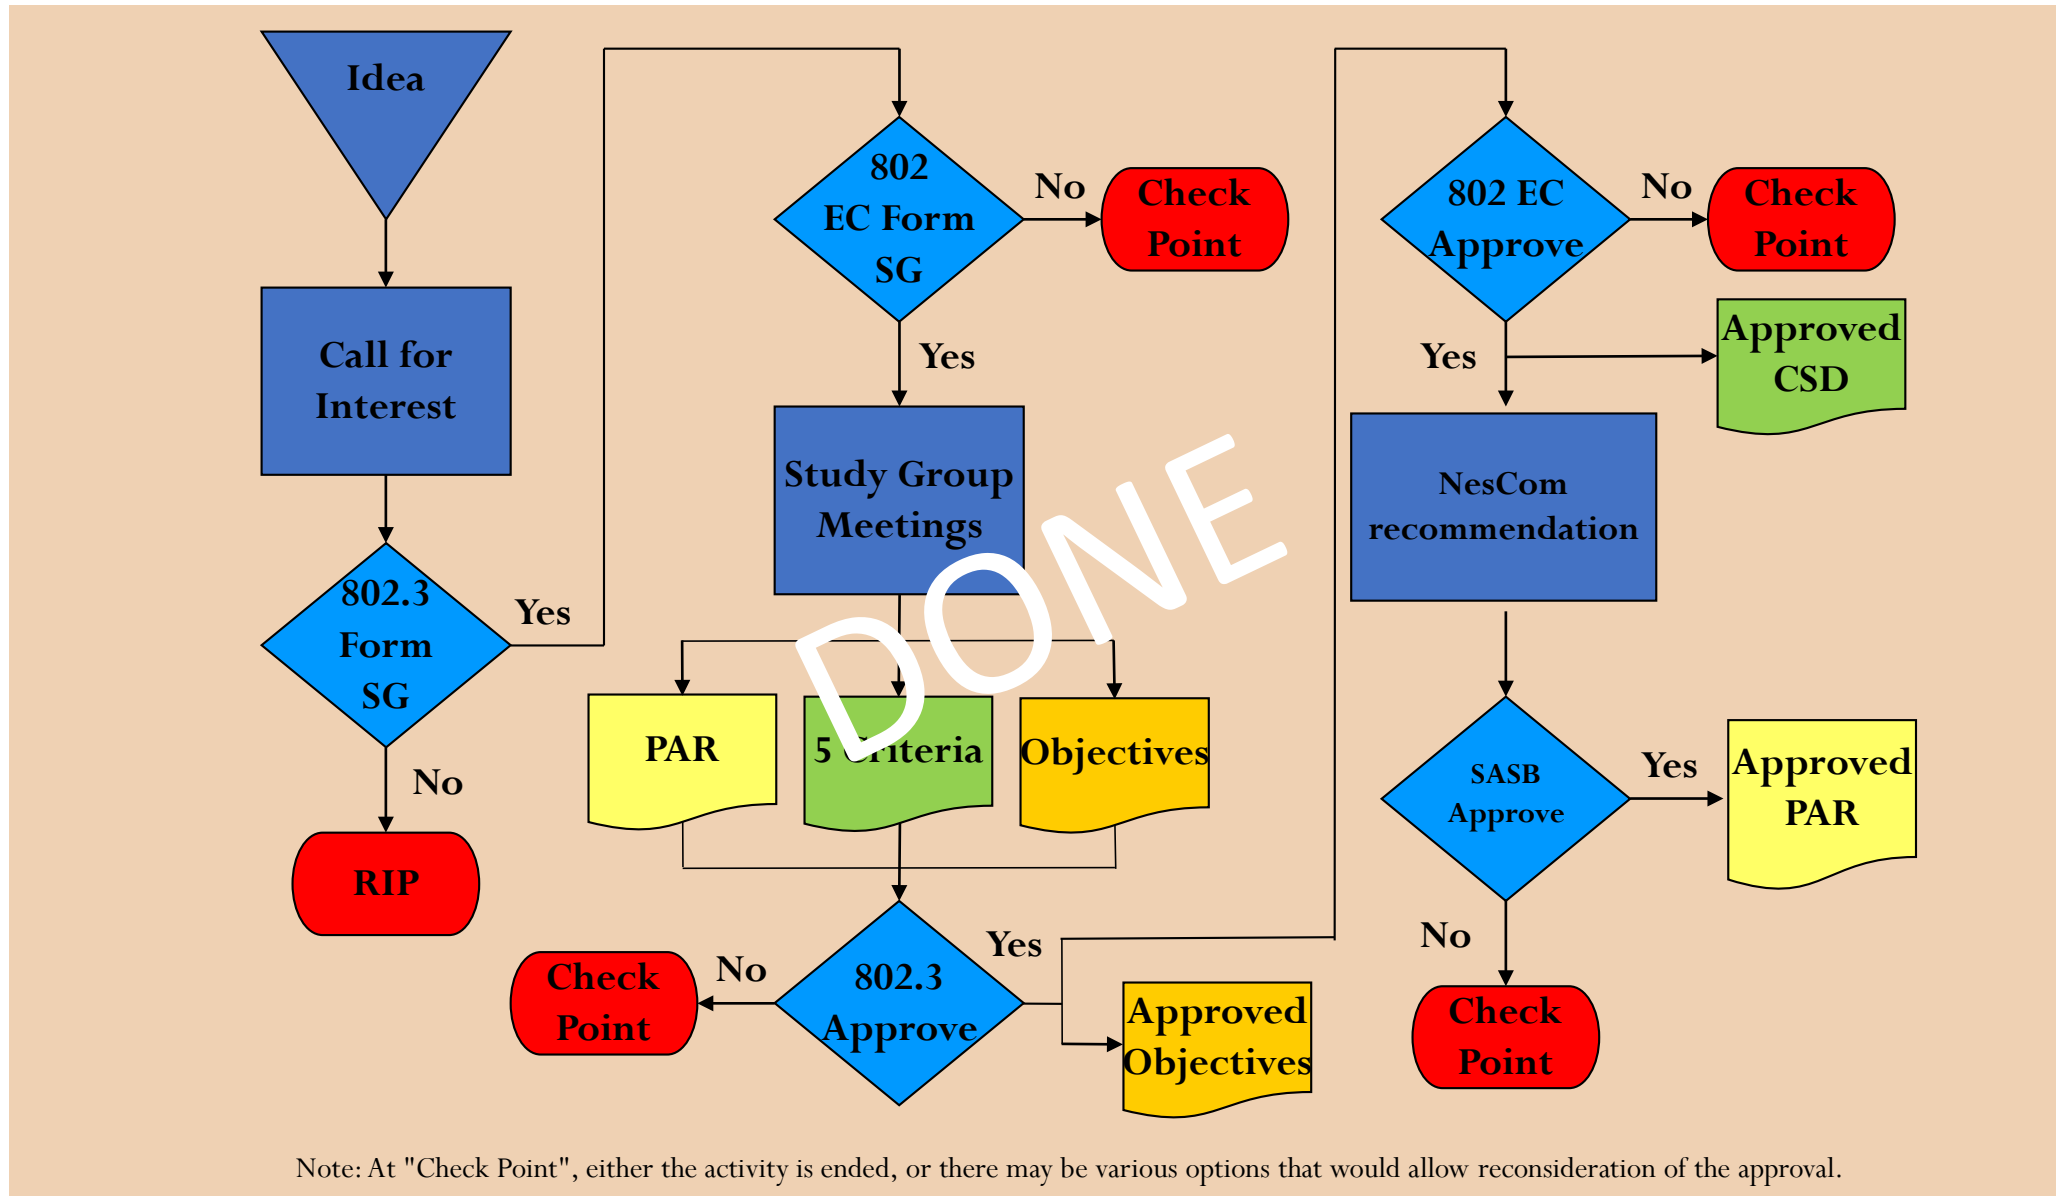 Idea
Call for
Interest
802.3
Form
SG
Yes
No
RIP
802
EC Form
SG
No
Check
Point
Yes
Study Group
Meetings
DONE
PAR
5 Criteria
Objectives
802.3
Approve
No
Check
Point
Yes
Approved
Objectives
802 EC
Approve
No
Check
Point
Yes
Approved
CSD
NesCom
recommendation
SASB
Approve
Yes
Approved
PAR
No
Check
Point
Note: At "Check Point", either the activity is ended, or there may be various options that would allow reconsideration of the approval.